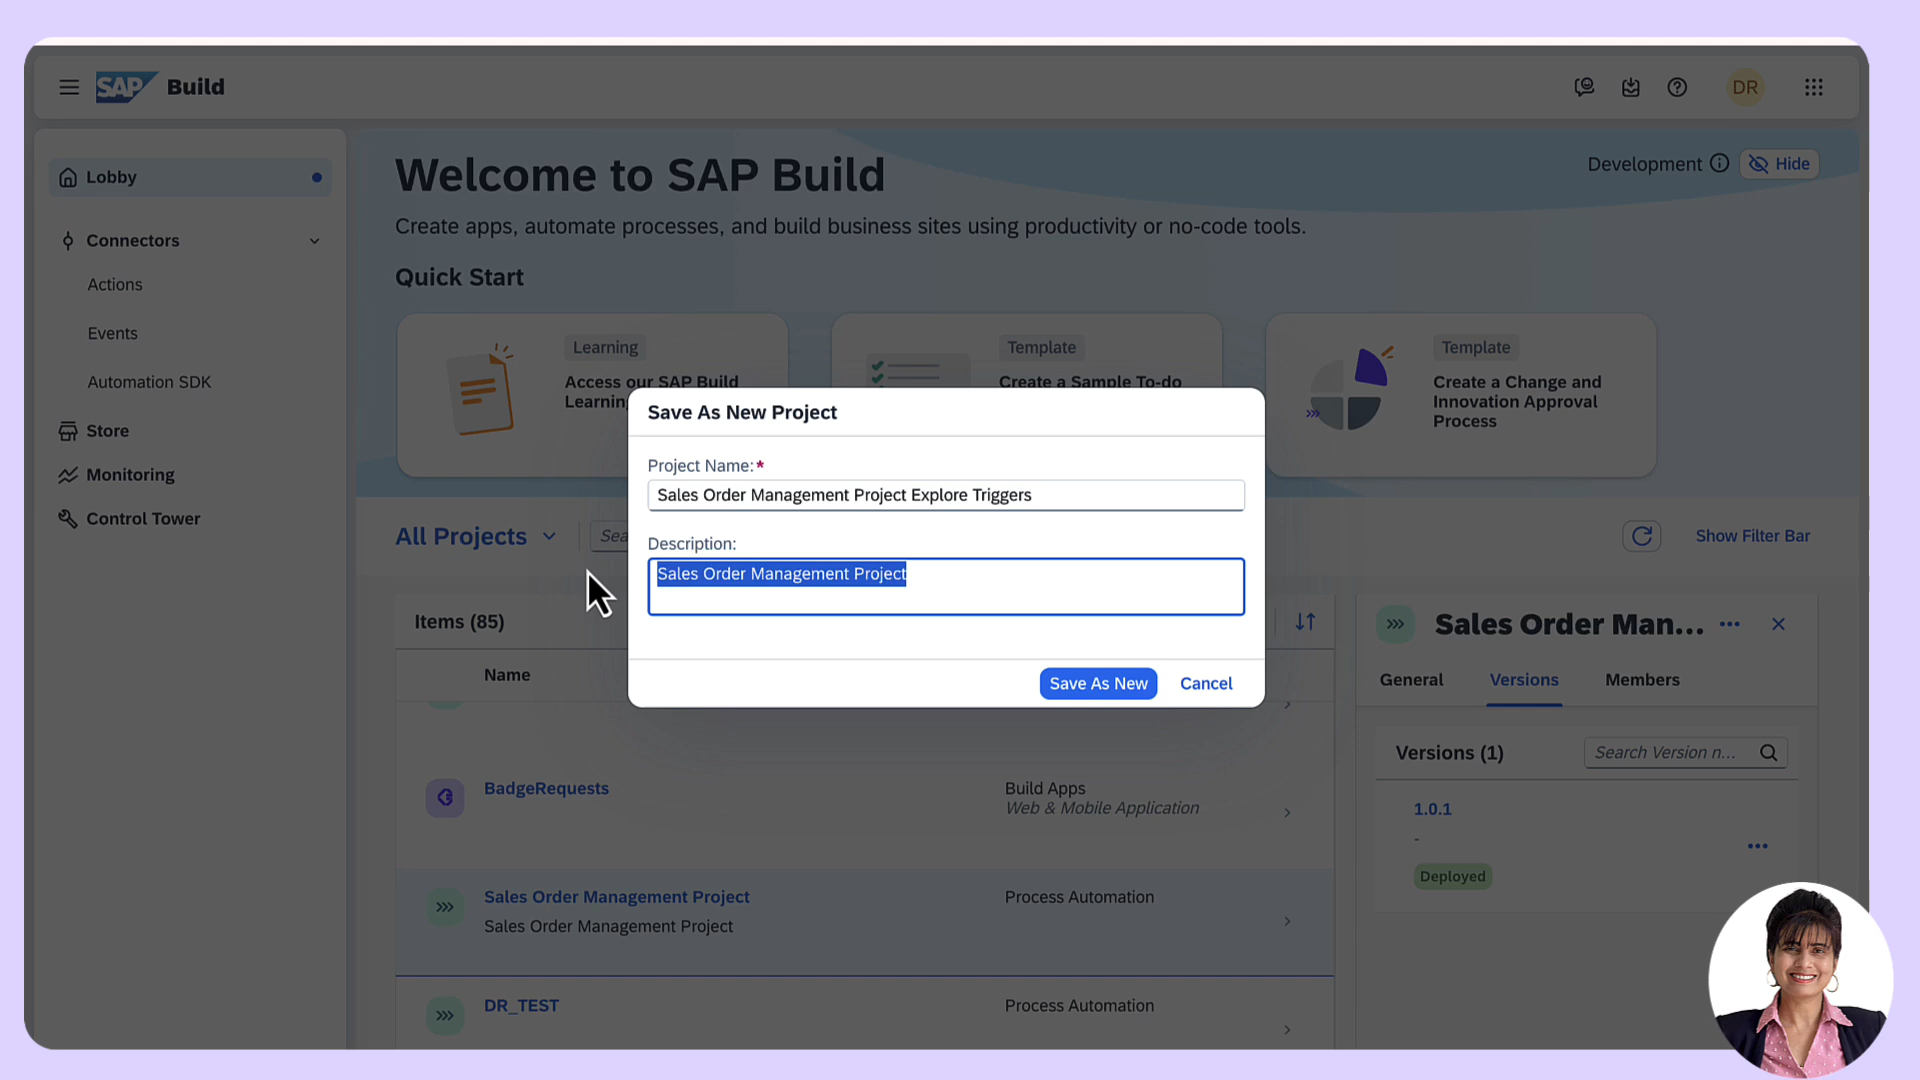 SAP Build
DR
Lobby
Connectors
Actions
Events
Automation SDK
Store
Monitoring
Control Tower
Welcome to SAP Build
Development
Hide
Create apps, automate processes, and build business sites using productivity or no-code tools.
Quick Start
Learning
Access our SAP Build
Learning
Template
Create a Sample To-do
Template
Create a Change and
Innovation Approval
Process
All Projects
Sea
Show Filter Bar
Save As New Project
Project Name:*
Sales Order Management Project Explore Triggers
Description:
Sales Order Management Project
Save As New
Cancel
Items (85)
Name
BadgeRequests
Build Apps
Web & Mobile Application
Sales Order Management Project
Process Automation
Sales Order Management Project
DR_TEST
Process Automation
Sales Order Man...
General
Versions
Members
Versions (1)
Search Version n...
1.0.1
-
Deployed